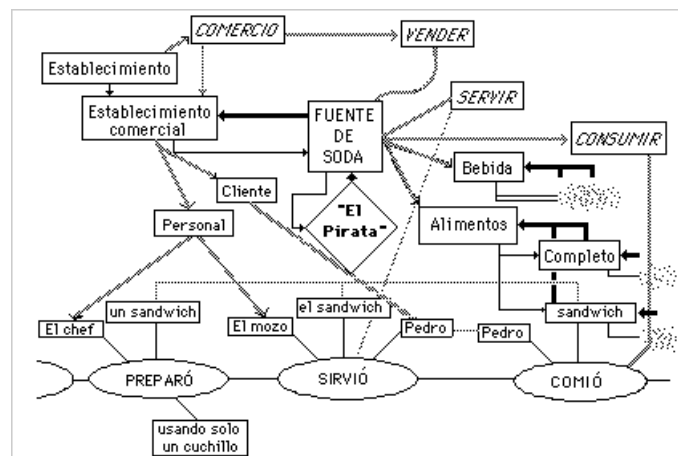 COMERCIO
VENDER
Establecimiento
SERVIR
Establecimiento
comercial
FUENTE
DE
SODA
CONSUMIR
Bebida
Cliente
"El
Pirata"
Personal
Alimentos
Completo
un sandwich
el sandwich
sandwich
El chef
El mozo
Pedro
Pedro
PREPARÓ
SIRVIÓ
COMIÓ
usando solo
un cuchillo